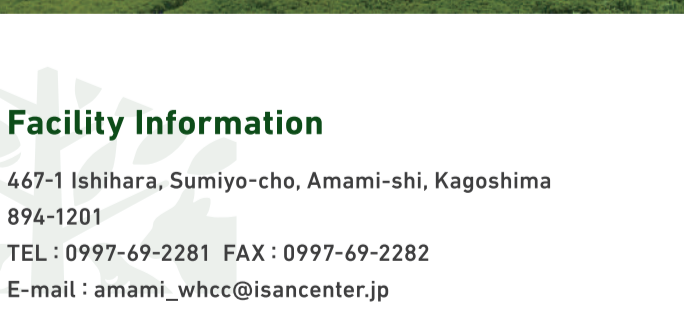 Facility Information
467-1 Ishihara, Sumiyo-cho, Amami-shi, Kagoshima
894-1201
TEL : 0997-69-2281 FAX : 0997-69-2282
E-mail : amami_whcc@isancenter.jp